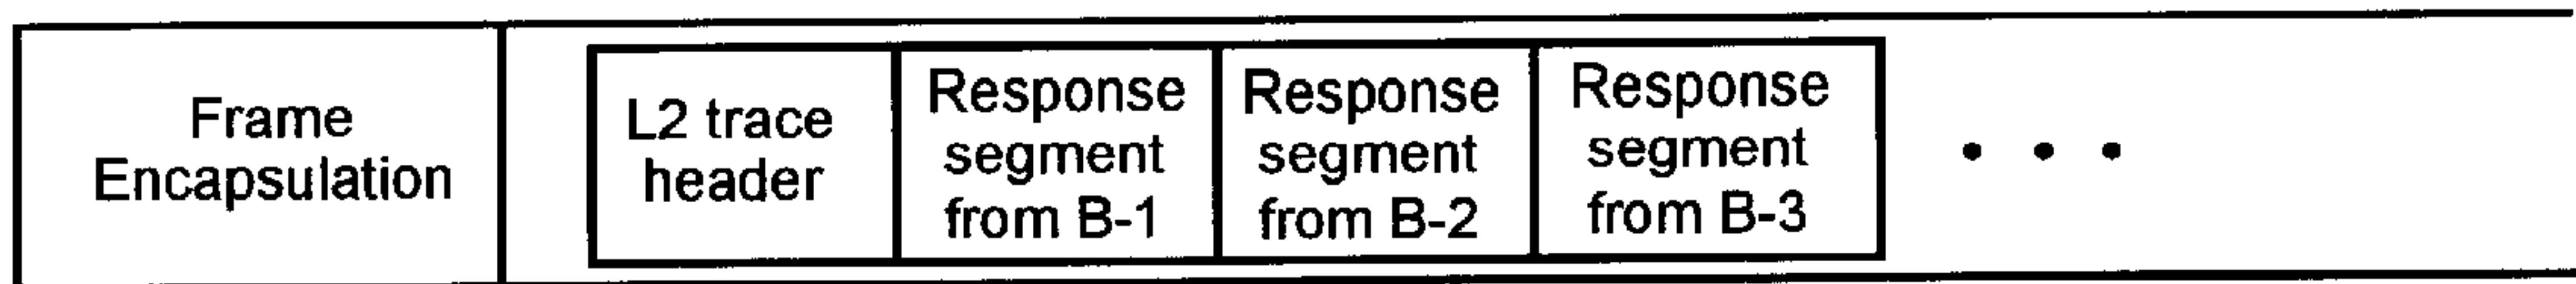 Frame
Encapsulation
L2 trace
header
Response
segment
from B-1
Response
segment
from B-2
Response
segment
from B-3
• • •